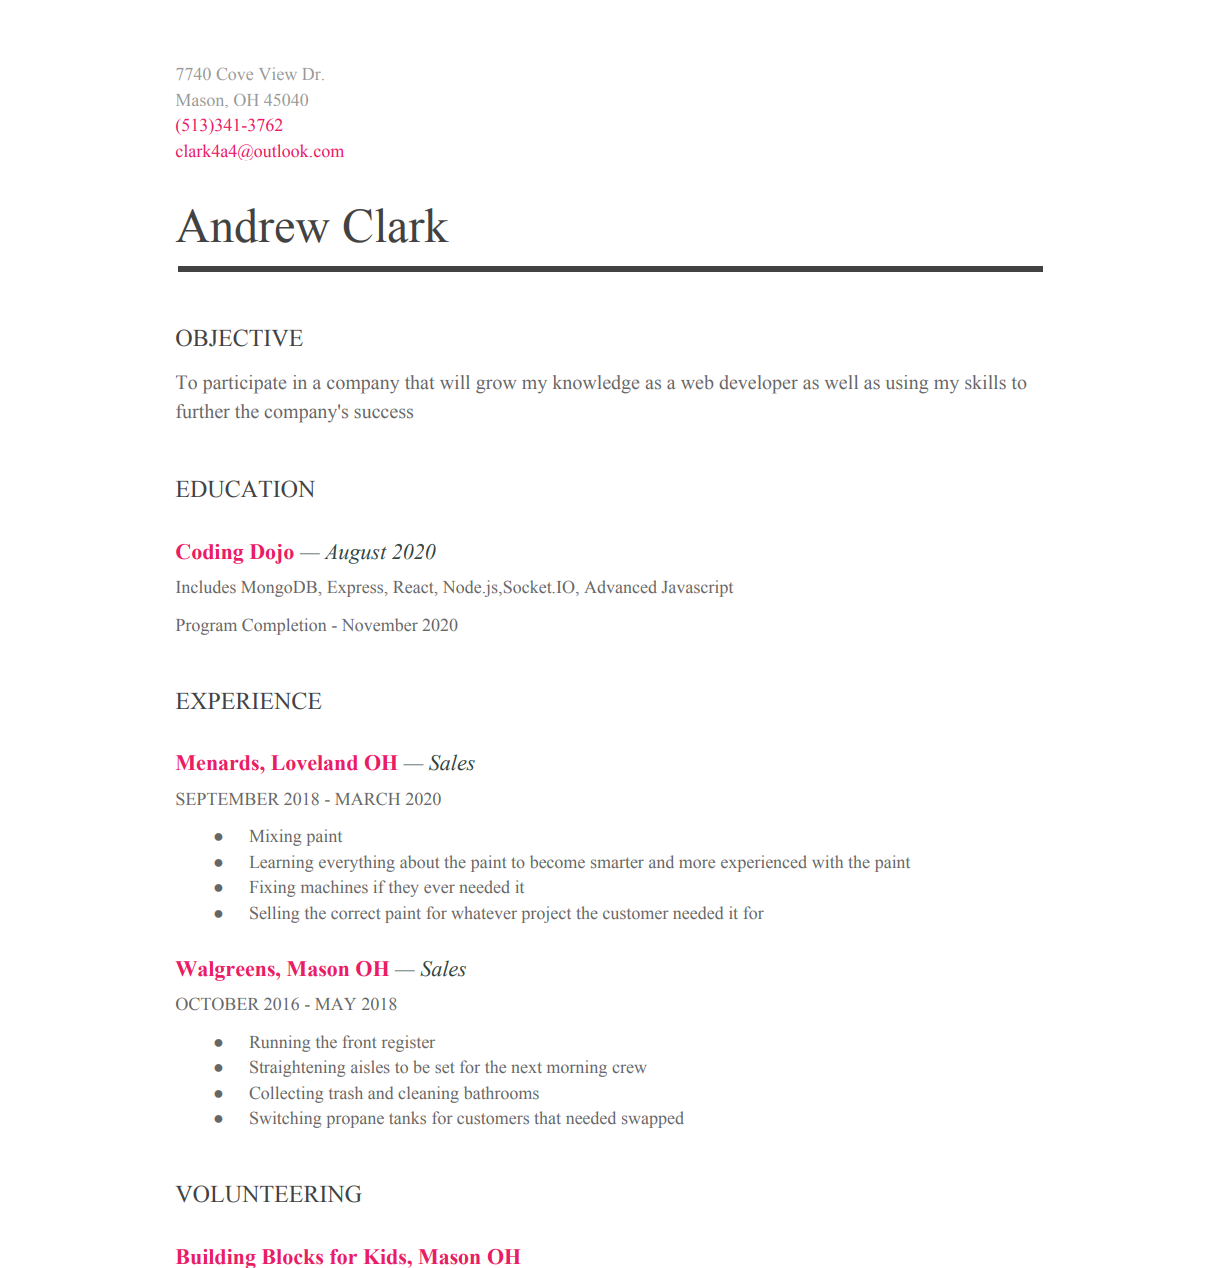 7740 Cove View Dr.
Mason, OH 45040
(513)341-3762
clark4a4@outlook.com
Andrew Clark
OBJECTIVE
To participate in a company that will grow my knowledge as a web developer as well as using my skills to
further the company's success
EDUCATION
Coding Dojo — August 2020
Includes MongoDB, Express, React, Node.js,Socket.IO, Advanced Javascript
Program Completion - November 2020
EXPERIENCE
Menards, Loveland OH — Sales
SEPTEMBER 2018 - MARCH 2020
● Mixing paint
● Learning everything about the paint to become smarter and more experienced with the paint
● Fixing machines if they ever needed it
● Selling the correct paint for whatever project the customer needed it for
Walgreens, Mason OH — Sales
OCTOBER 2016 - MAY 2018
● Running the front register
● Straightening aisles to be set for the next morning crew
● Collecting trash and cleaning bathrooms
● Switching propane tanks for customers that needed swapped
VOLUNTEERING
Building Blocks for Kids, Mason OH